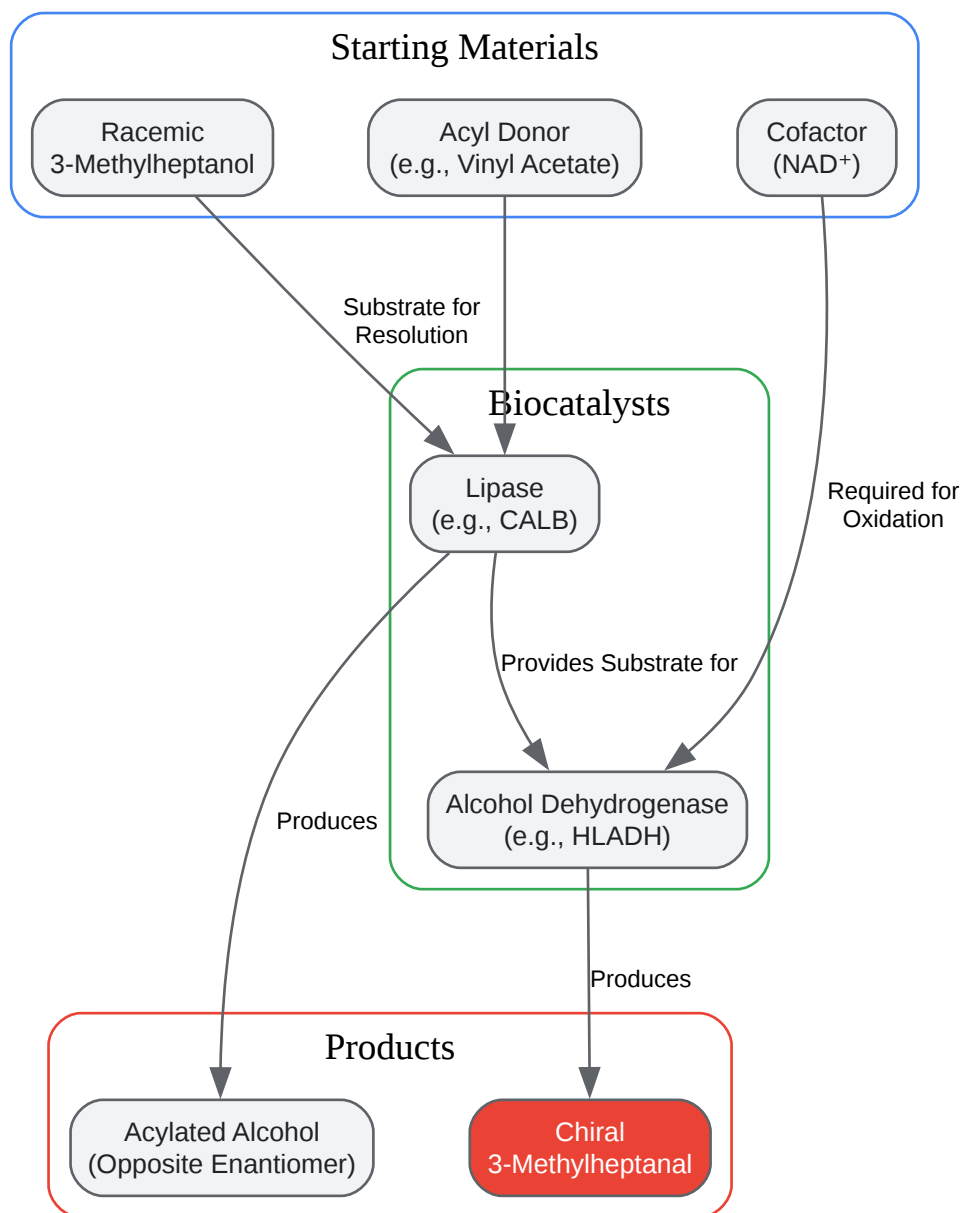 Starting Materials
Racemic
3-Methylheptanol
Acyl Donor
(e.g., Vinyl Acetate)
Cofactor
(NAD⁺)
Substrate for
Resolution
Biocatalysts
Lipase
(e.g., CALB)
Required for
Oxidation
Provides Substrate for
Alcohol Dehydrogenase
(e.g., HLADH)
Produces
Produces
Products
Acylated Alcohol
(Opposite Enantiomer)
Chiral
3-Methylheptanal